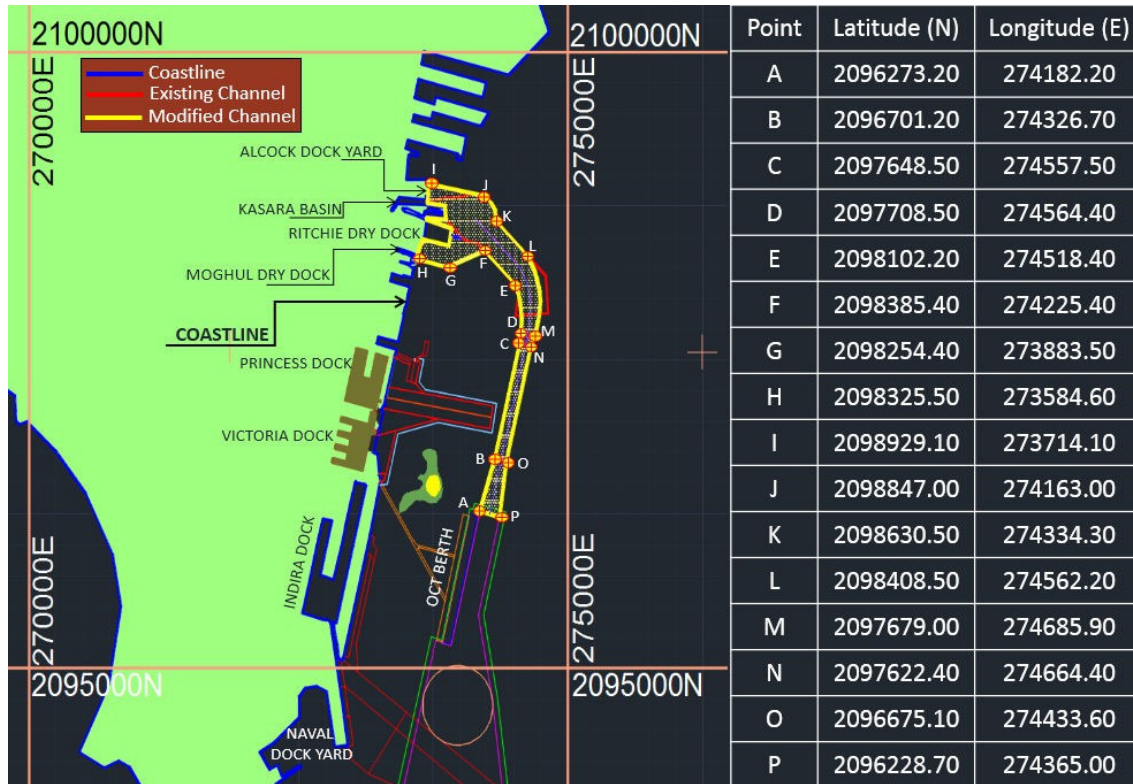 2100000N
2100000N
270000E
275000E
Coastline
Existing Channel
Modified Channel
ALCOCK DOCK YARD
KASARA BASIN
RITCHIE DRY DOCK
MOGHUL DRY DOCK
COASTLINE
PRINCESS DOCK
VICTORIA DOCK
INDIRA DOCK
OCT BERTH
I
J
K
L
H
G
F
E
D
M
C
N
B
O
A
P
270000E
275000E
2095000N
2095000N
NAVAL
DOCK YARD
Point Latitude (N) Longitude (E)
A 2096273.20 274182.20
B 2096701.20 274326.70
C 2097648.50 274557.50
D 2097708.50 274564.40
E 2098102.20 274518.40
F 2098385.40 274225.40
G 2098254.40 273883.50
H 2098325.50 273584.60
I 2098929.10 273714.10
J 2098847.00 274163.00
K 2098630.50 274334.30
L 2098408.50 274562.20
M 2097679.00 274685.90
N 2097622.40 274664.40
O 2096675.10 274433.60
P 2096228.70 274365.00